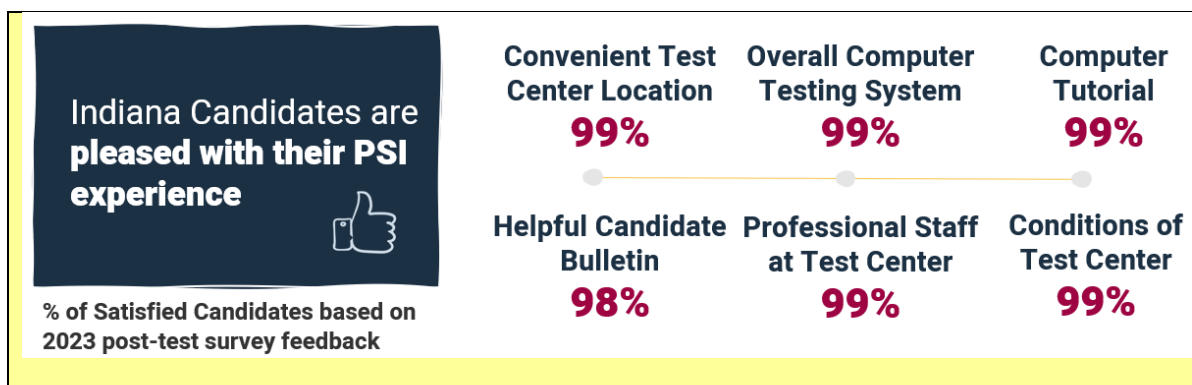 Indiana Candidates are
pleased with their PSI
experience
% of Satisfied Candidates based on
2023 post-test survey feedback
Convenient Test
Center Location
99%
Overall Computer
Testing System
99%
Computer
Tutorial
99%
Helpful Candidate
Bulletin
98%
Professional Staff
at Test Center
99%
Conditions of
Test Center
99%